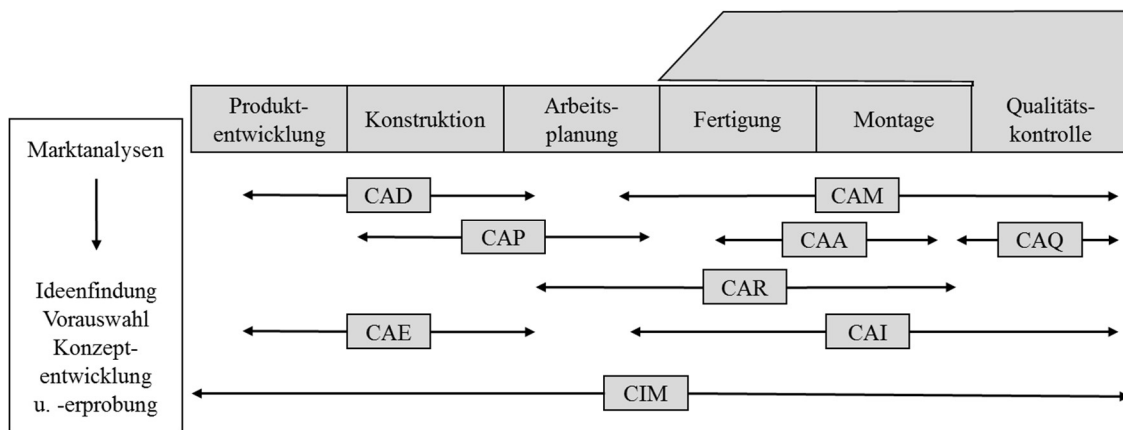 Produkt-
entwicklung
Konstruktion
Arbeits-
planung
Fertigung
Montage
Qualitäts-
kontrolle
Marktanalysen
Ideenfindung
Vorauswahl
Konzept-
entwicklung
u. -erprobung
CAD
CAM
CAP
CAA
CAQ
CAR
CAE
CAI
CIM